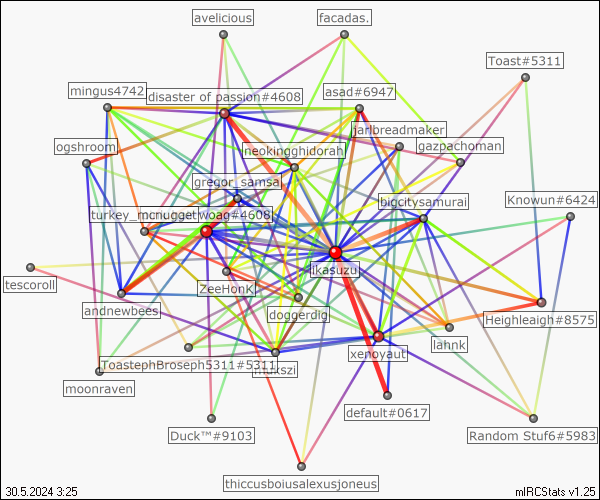 avelicious
facadas.
Toast#5311
mingus4742
disaster of passion#4608
asad#6947
jarlbreadmaker
ogshroom
neokingghidorah
gazpachoman
gregor_samsa
Knowun#6424
bigcitysamurai
turkey_mcnugget
woag#4608
Ikasuzu
tescoroll
ZeeHonK
doggerdig
andnewbees
Heighleaigh#8575
lahnk
xenoyaut
ToastephBroseph5311#5311
moonraven
default#0617
Duck™#9103
Random Stuf6#5983
thiccusboiusalexusjoneus
30.5.2024 3:25
mIRCStats v1.25